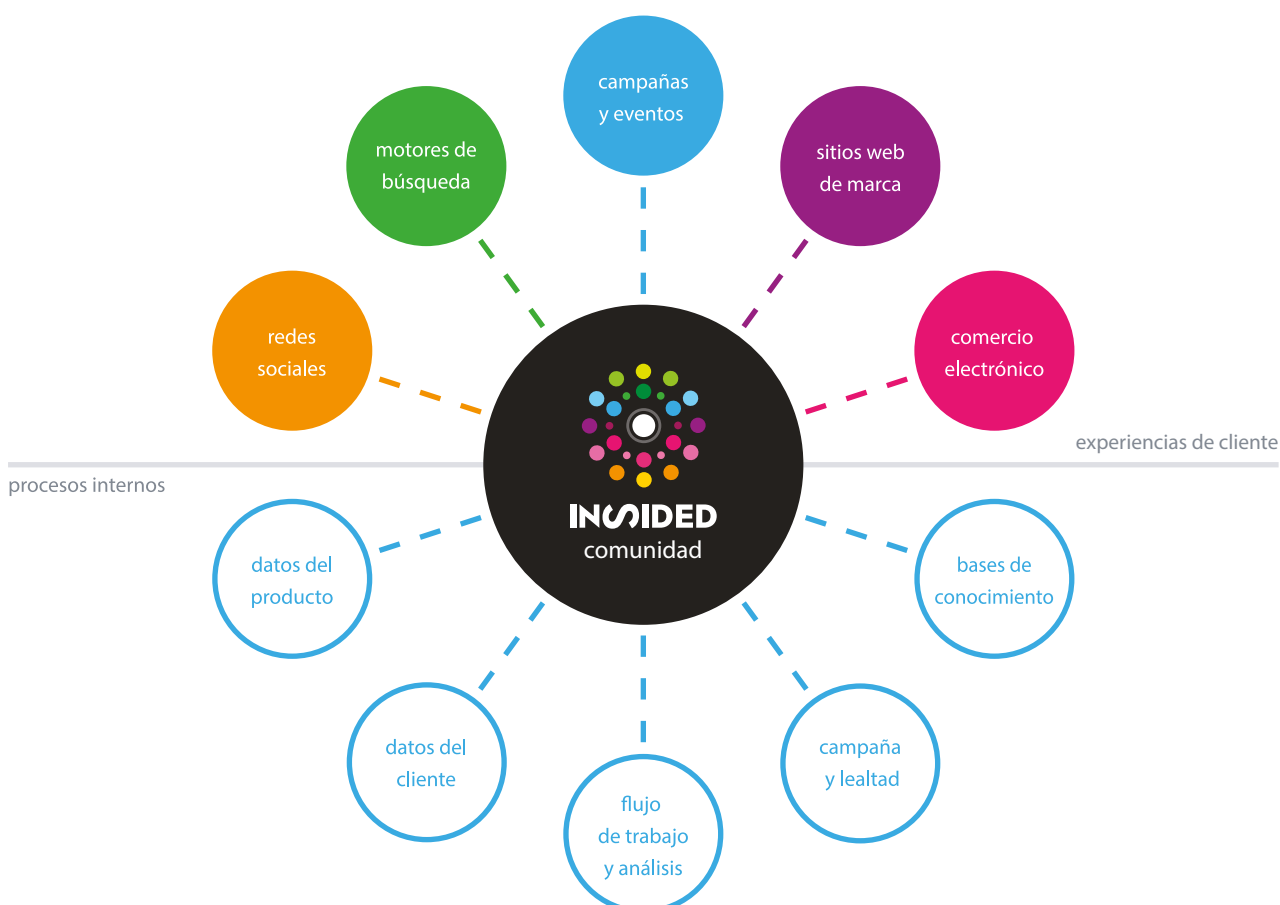 campañas
y eventos
motores de
búsqueda
sitios web
de marca
redes
sociales
comercio
electrónico
experiencias de cliente
procesos internos
INSIDED
comunidad
datos del
producto
bases de
conocimiento
datos del
cliente
campaña
y lealtad
flujo
de trabajo
y análisis